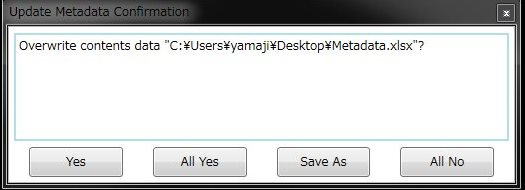 Update Metadata Confirmation
Overwrite contents data "C:¥Users¥yamaji¥Desktop¥Metadata.xlsx"?
Yes
All Yes
Save As
All No